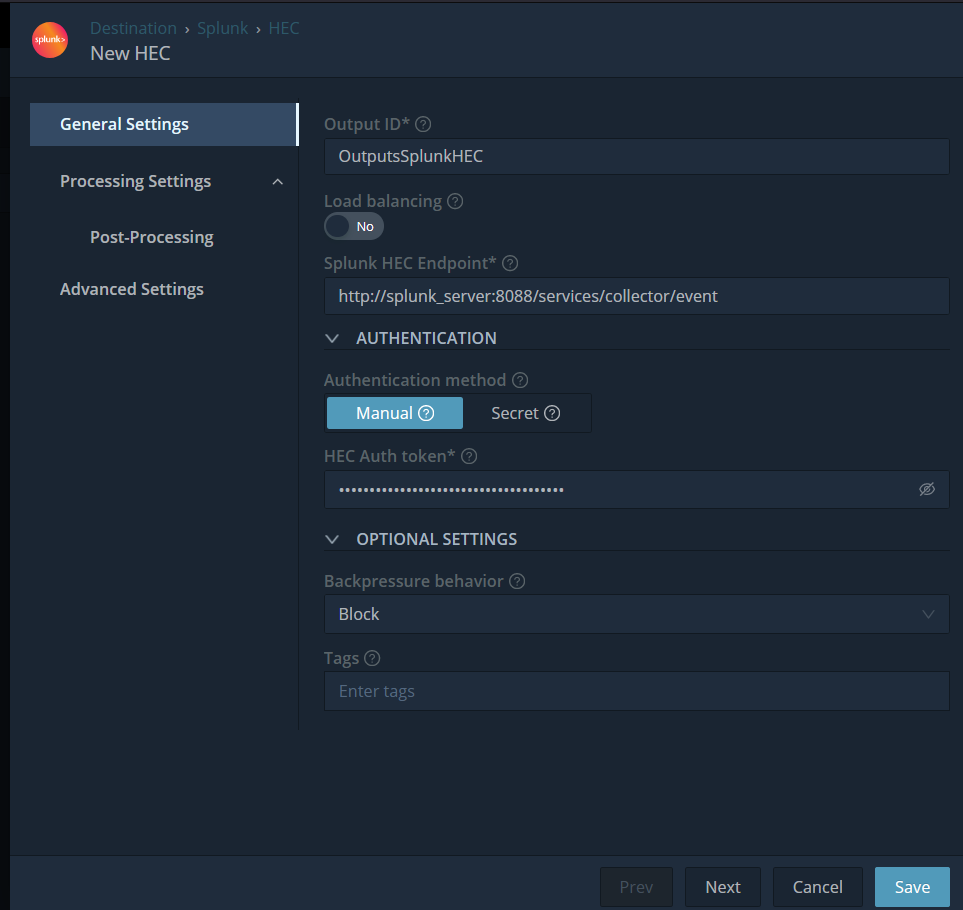 splunk>
Destination › Splunk › HEC
New HEC
General Settings
Processing Settings
Post-Processing
Advanced Settings
Output ID*
OutputsSplunkHEC
Load balancing
No
Splunk HEC Endpoint*
http://splunk_server:8088/services/collector/event
AUTHENTICATION
Authentication method
Manual Secret
HEC Auth token*
•••••••••••••••••••••••••••••••••••••
OPTIONAL SETTINGS
Backpressure behavior
Block
Tags
Enter tags
Prev Next Cancel Save